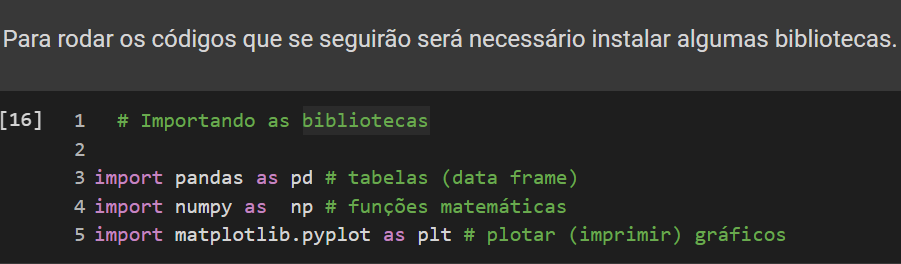 Para rodar os códigos que se seguirão será necessário instalar algumas bibliotecas.
[16] 1 # Importando as bibliotecas
2
3 import pandas as pd # tabelas (data frame)
4 import numpy as  np # funções matemáticas
5 import matplotlib.pyplot as plt # plotar (imprimir) gráficos